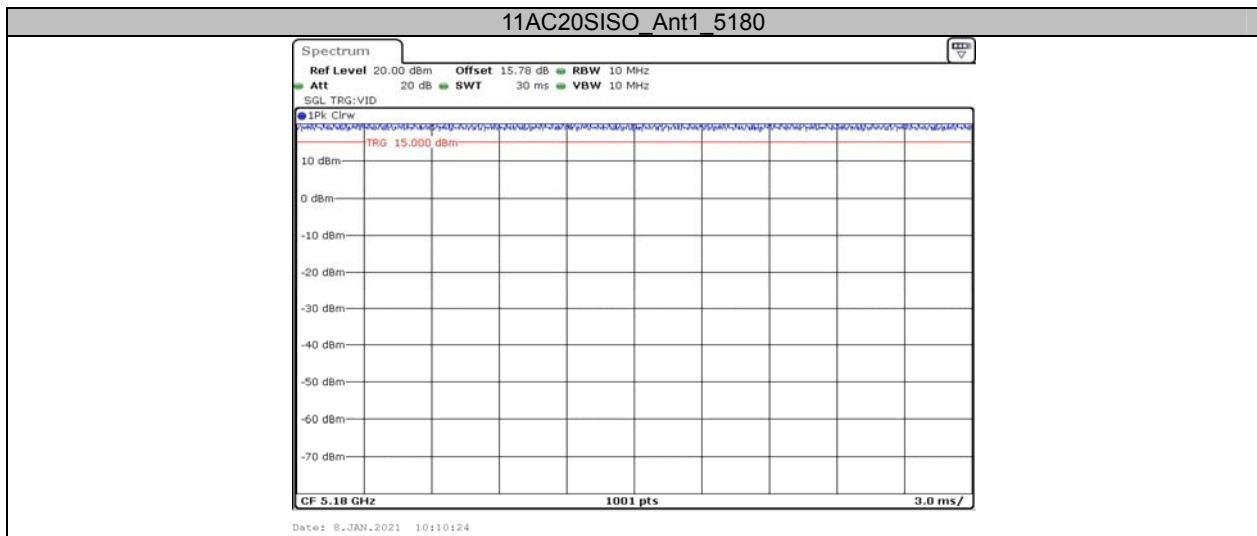 11AC20SISO_Ant1_5180
Spectrum
Ref Level 20.00 dBm Offset 15.78 dB RBW 10 MHz
Att 20 dB SWT 30 ms VBW 10 MHz
SGL TRG:VID
1Pk Clrw
TRG 15.000 dBm
10 dBm
0 dBm
-10 dBm
-20 dBm
-30 dBm
-40 dBm
-50 dBm
-60 dBm
-70 dBm
CF 5.18 GHz 1001 pts 3.0 ms/
Date: 8.JAN.2021 10:10:24